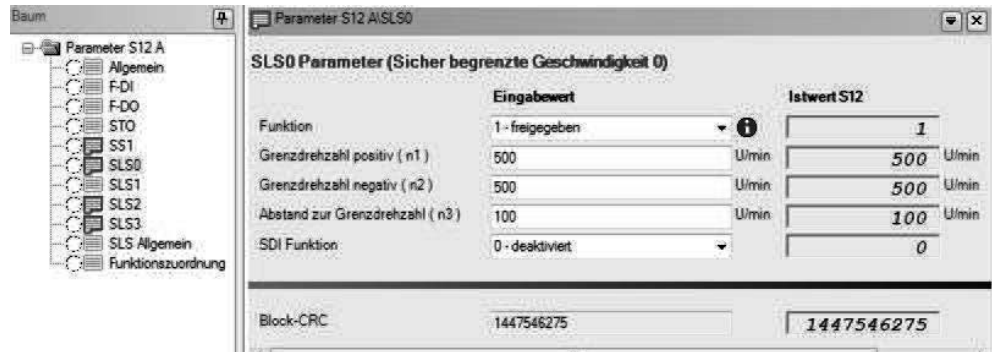 Baum
Parameter S12 A
Allgemein
F-DI
F-DO
STO
SS1
SLS0
SLS1
SLS2
SLS3
SLS Allgemein
Funktionszuordnung
Parameter S12 A\SLS0
SLS0 Parameter (Sicher begrenzte Geschwindigkeit 0)
Eingabewert Istwert S12
Funktion 1 - freigegeben 1
Grenzdrehzahl positiv ( n1 ) 500 U/min 500 U/min
Grenzdrehzahl negativ ( n2 ) 500 U/min 500 U/min
Abstand zur Grenzdrehzahl ( n3 ) 100 U/min 100 U/min
SDI Funktion 0 - deaktiviert 0
Block-CRC 1447546275 1447546275